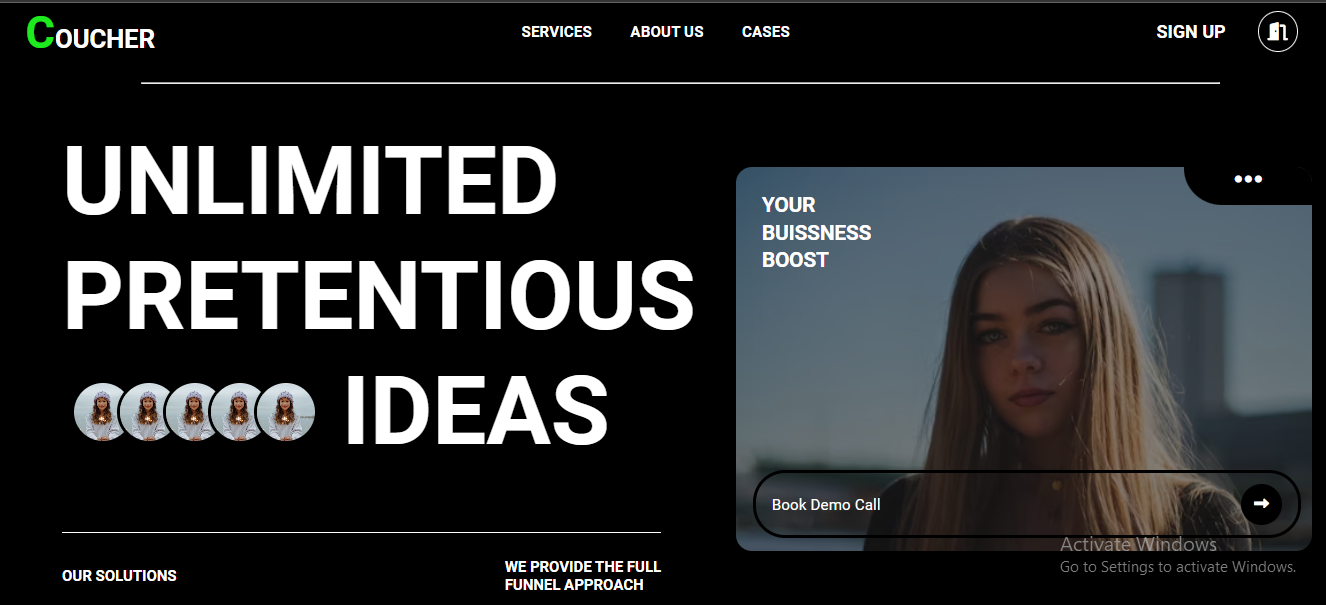 COUCHER
SERVICES
ABOUT US
CASES
SIGN UP
UNLIMITED
PRETENTIOUS
IDEAS
YOUR
BUISSNESS
BOOST
Book Demo Call
OUR SOLUTIONS
WE PROVIDE THE FULL
FUNNEL APPROACH
Activate Windows
Go to Settings to activate Windows.